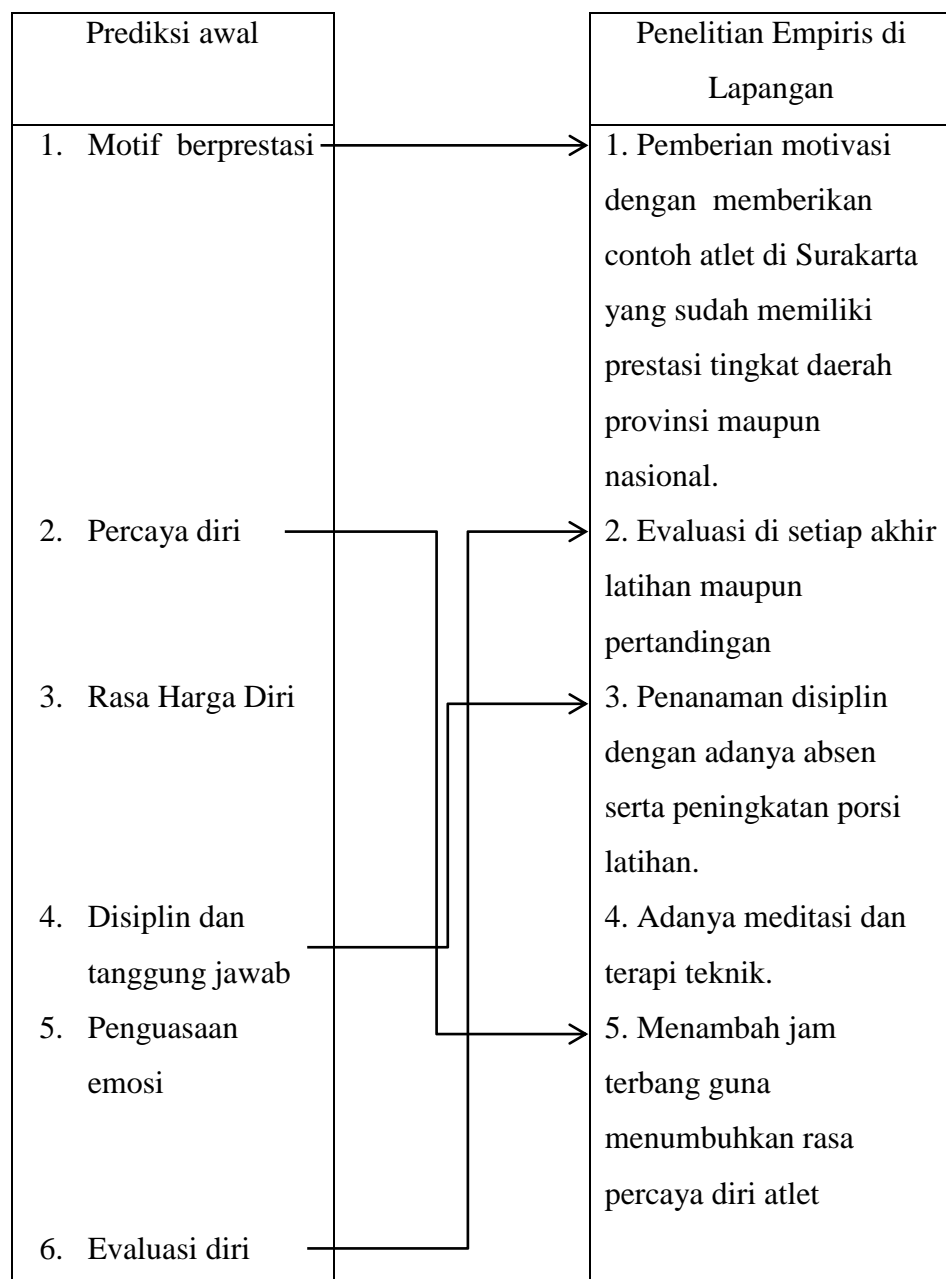 Prediksi awal
1. Motif berprestasi
2. Percaya diri
3. Rasa Harga Diri
4. Disiplin dan
tanggung jawab
5. Penguasaan
emosi
6. Evaluasi diri
Penelitian Empiris di
Lapangan
1. Pemberian motivasi
dengan memberikan
contoh atlet di Surakarta
yang sudah memiliki
prestasi tingkat daerah
provinsi maupun
nasional.
2. Evaluasi di setiap akhir
latihan maupun
pertandingan
3. Penanaman disiplin
dengan adanya absen
serta peningkatan porsi
latihan.
4. Adanya meditasi dan
terapi teknik.
5. Menambah jam
terbang guna
menumbuhkan rasa
percaya diri atlet